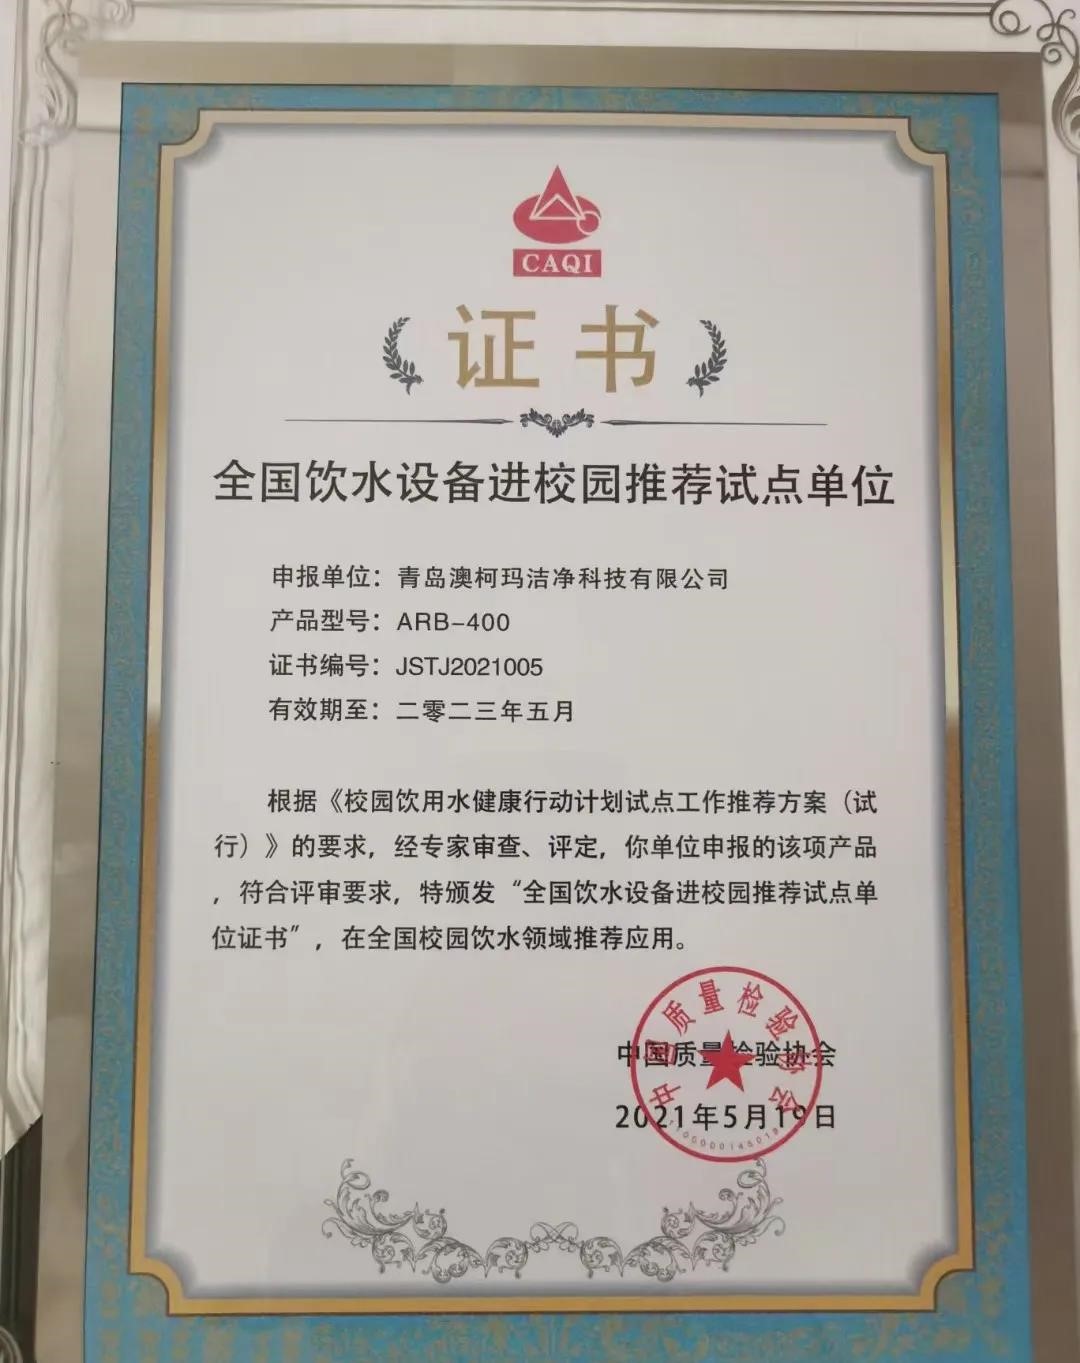 CAQI
证书
全国饮水设备进校园推荐试点单位
申报单位：青岛澳柯玛洁净科技有限公司
产品型号：ARB-400
证书编号：JSTJ2021005
有效期至：二零二三年五月
根据《校园饮用水健康行动计划试点工作推荐方案（试
行）》的要求，经专家审查、评定，你单位申报的该项产品
，符合评审要求，特颁发“全国饮水设备进校园推荐试点单
位证书”，在全国校园饮水领域推荐应用。
中国质量检验协会
中国质量检验协会
2021年5月19日